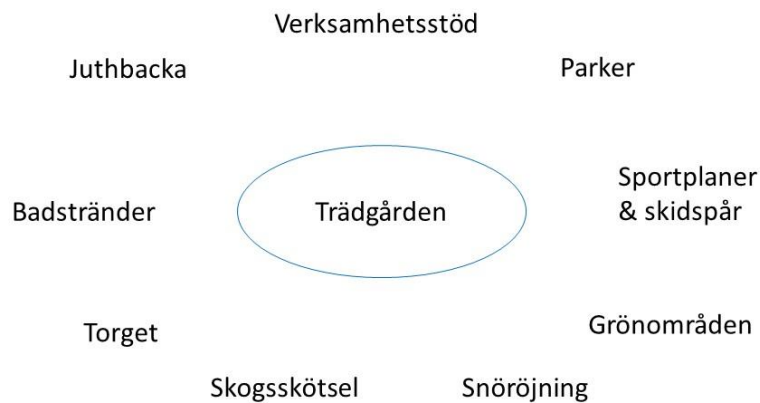 Verksamhetsstöd
Juthbacka
Parker
Sportplaner
& skidspår
Badstränder
Trädgården
Grönområden
Torget
Skogsskötsel
Snöröjning